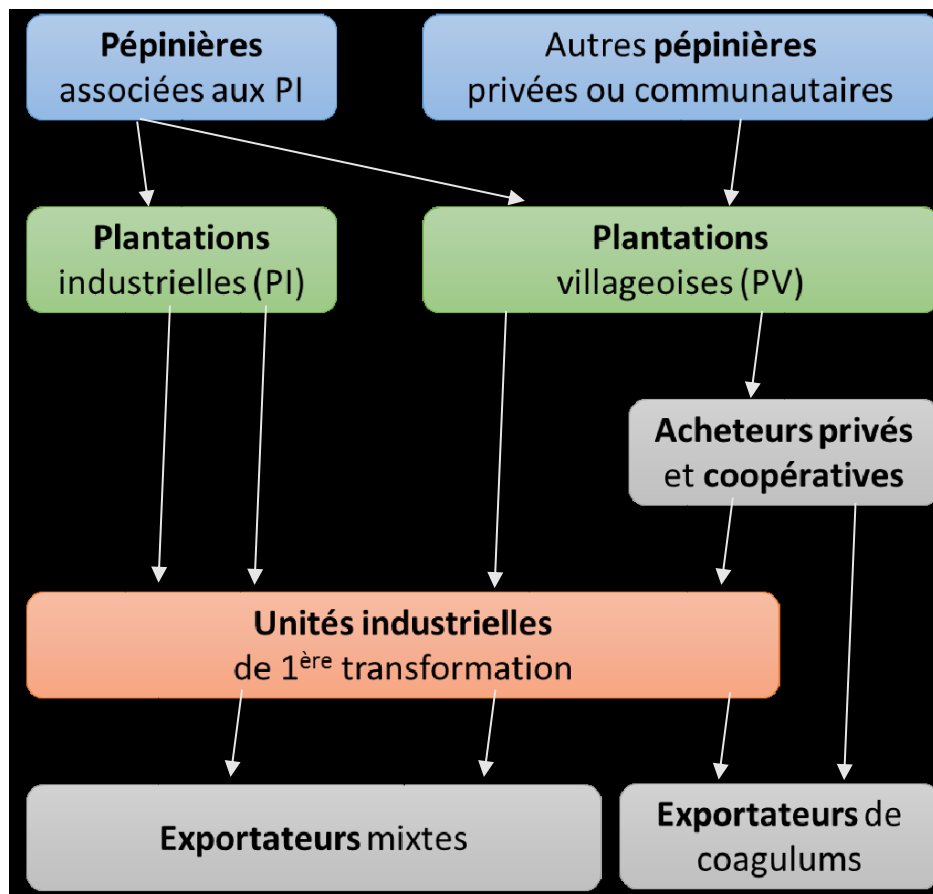 Pépinières
associées aux PI
Autres pépinières
privées ou communautaires
Plantations
industrielles (PI)
Plantations
villageoises (PV)
Acheteurs privés
et coopératives
Unités industrielles
de 1ère transformation
Exportateurs mixtes
Exportateurs de
coagulums